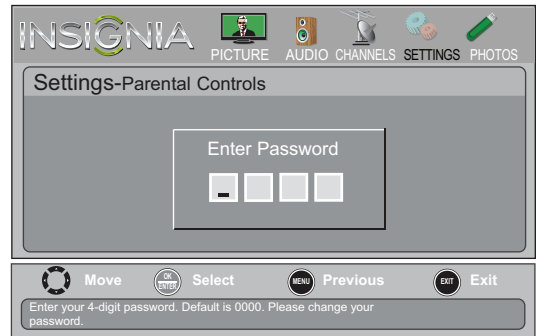 INSIGNIA
PICTURE AUDIO CHANNELS SETTINGS PHOTOS
Settings-Parental Controls
Enter Password
Move OK ENTER Select MENU Previous EXIT Exit
Enter your 4-digit password. Default is 0000. Please change your
password.